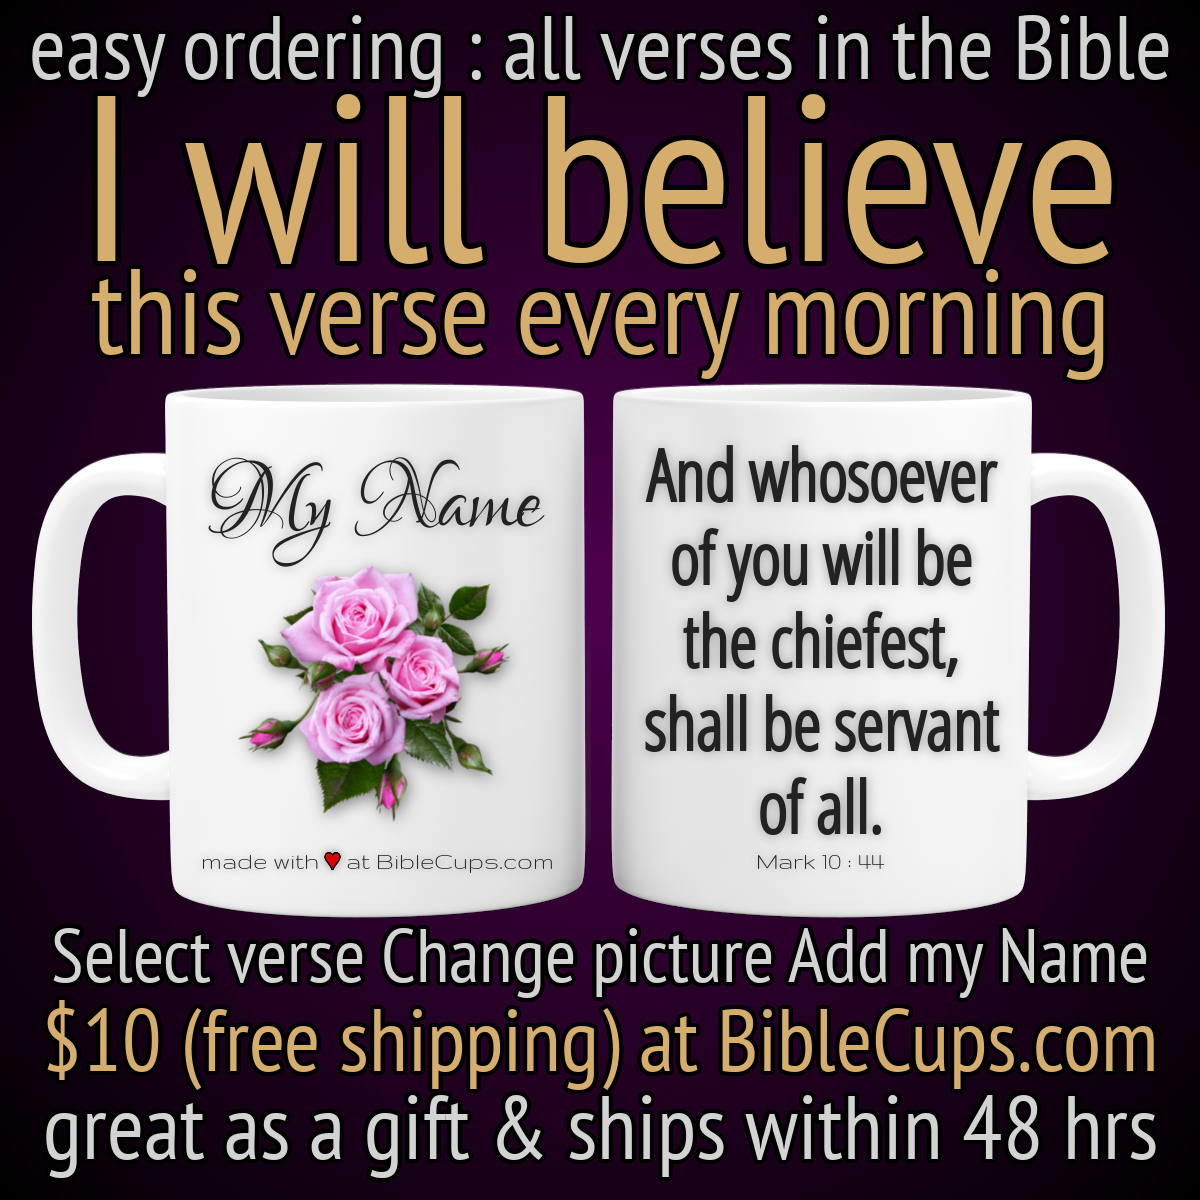 easy ordering : all verses in the Bible
I will believe
this verse every morning
My Name
made with ♥ at BibleCups.com
And whosoever
of you will be
the chiefest,
shall be servant
of all.
Mark 10 : 44
Select verse Change picture Add my Name
$10 (free shipping) at BibleCups.com
great as a gift & ships within 48 hrs